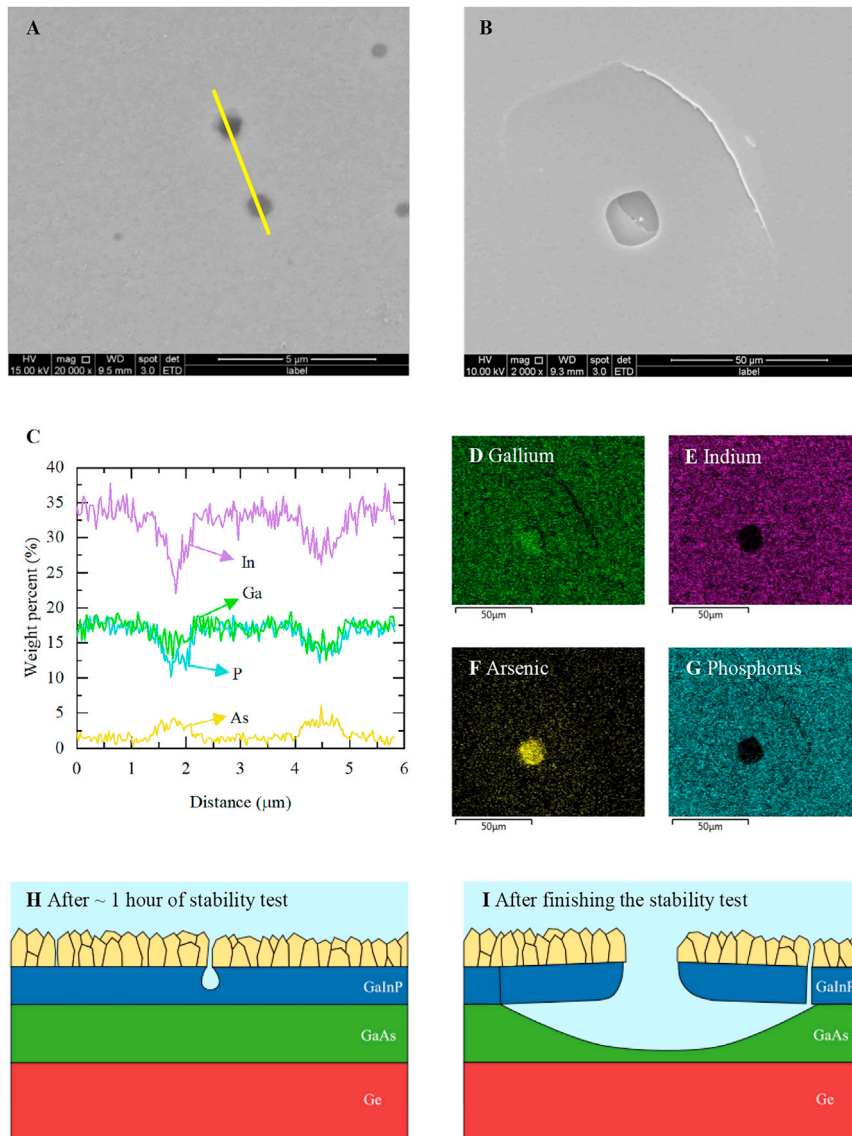 A
HV mag WD spot det 5 µm
15.00 kV 20 000 x 9.5 mm 3.0 ETD label
B
HV mag WD spot det 50 µm
10.00 kV 2 000 x 9.3 mm 3.0 ETD label
C
40
35
30
25
20
15
10
5
0
Weight percent (%)
In
Ga
P
As
0 1 2 3 4 5 6
Distance (µm)
D Gallium
50µm
E Indium
50µm
F Arsenic
50µm
G Phosphorus
50µm
H After ~ 1 hour of stability test
GaInP
GaAs
Ge
I After finishing the stability test
GaInP
GaAs
Ge